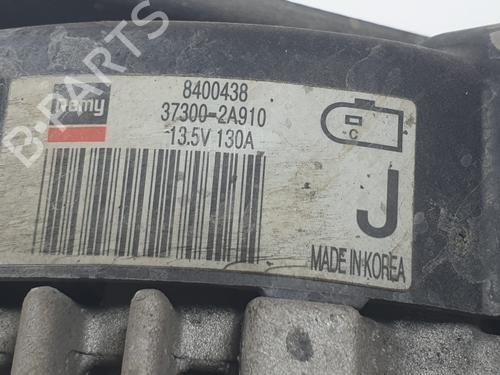 B-PARTS
remy
8400438
37300-2A910
13.5V 130A
C
J
MADE IN KOREA